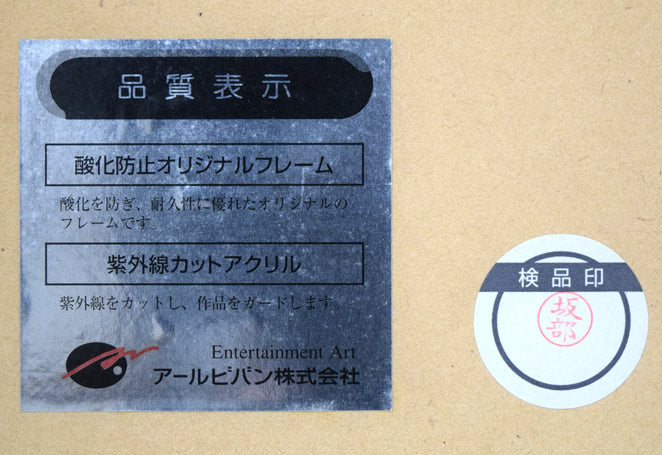 品質表示
酸化防止オリジナルフレーム
酸化を防ぎ、耐久性に優れたオリジナルの
フレームです。
紫外線カットアクリル
紫外線をカットし、作品をガードします。
Entertainment Art
アールビバン株式会社
検品印
坂部